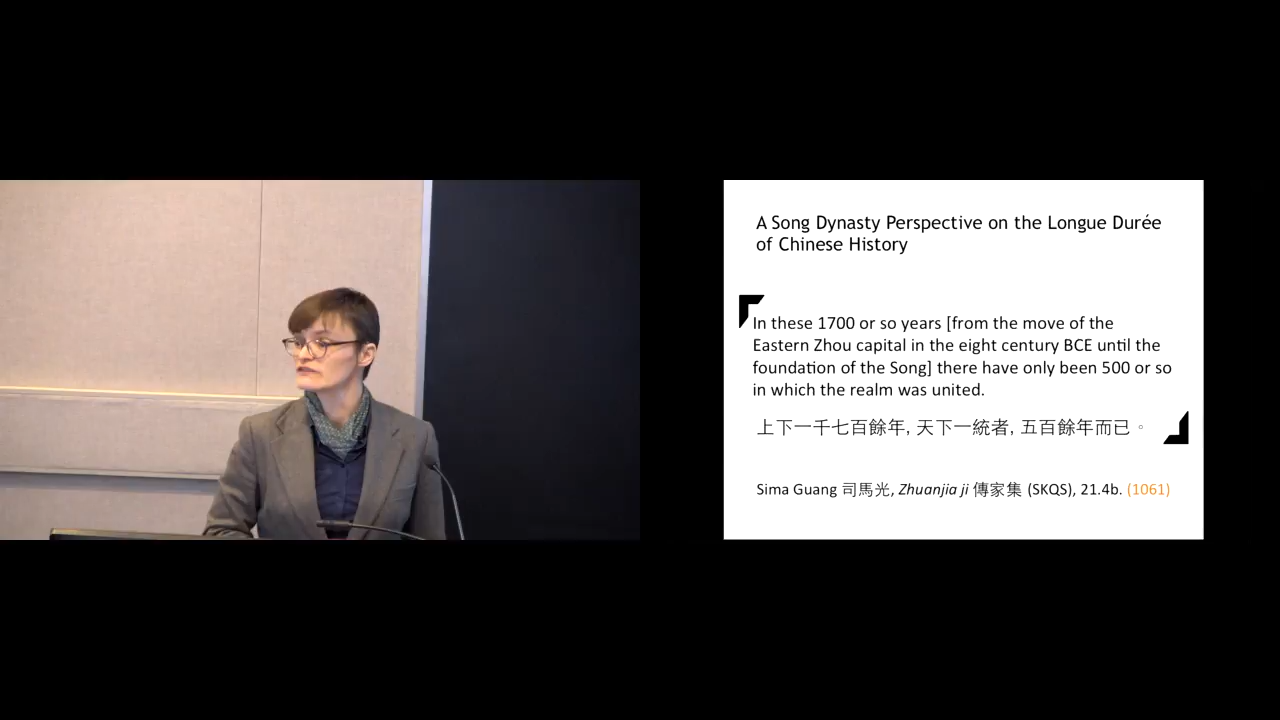 A Song Dynasty Perspective on the Longue Durée
of Chinese History
In these 1700 or so years [from the move of the
Eastern Zhou capital in the eight century BCE until the
foundation of the Song] there have only been 500 or so
in which the realm was united.
上下一千七百餘年, 天下一統者, 五百餘年而已。
Sima Guang 司馬光, Zhuanjia ji 傳家集 (SKQS), 21.4b. (1061)